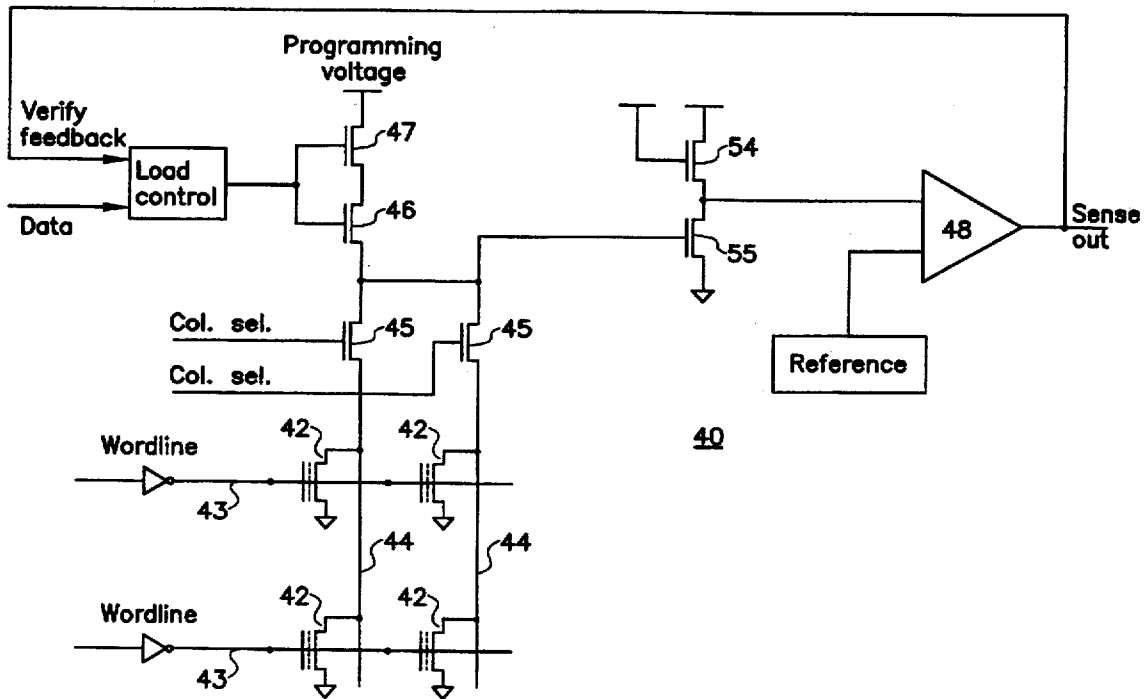 Programming
voltage
Verify
feedback
47
54
Load
control
46
Data
48
Sense
out
55
Col. sel.
45
45
Reference
Col. sel.
42
42
40
Wordline
43
44
44
42
42
Wordline
43